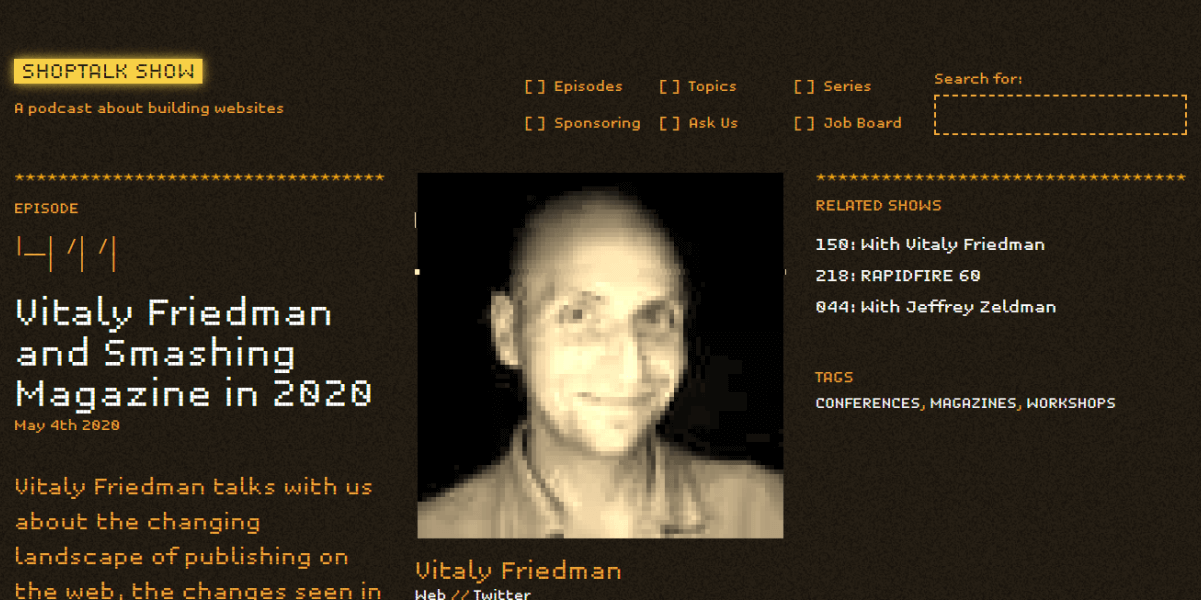 SHOPTALK SHOW
A podcast about building websites
[ ] Episodes
[ ] Topics
[ ] Series
[ ] Sponsoring
[ ] Ask Us
[ ] Job Board
Search for:
***********************************
EPISODE
Vitaly Friedman
and Smashing
Magazine in 2020
May 4th 2020
Vitaly Friedman talks with us
about the changing
landscape of publishing on
the web, the changes seen in
Vitaly Friedman
Web // Twitter
***********************************
RELATED SHOWS
150: With Vitaly Friedman
218: RAPIDFIRE 60
044: With Jeffrey Zeldman
TAGS
CONFERENCES, MAGAZINES, WORKSHOPS